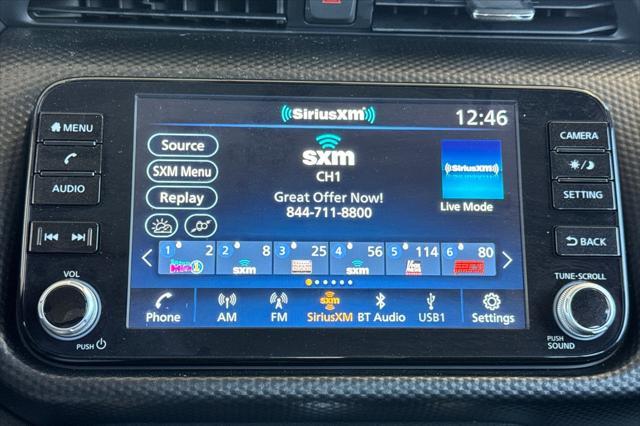 MENU
AUDIO
VOL
PUSH
SiriusXM
12:46
Source
SXM Menu
Replay
sxm
CH1
Great Offer Now!
844-711-8800
SiriusXM
Live Mode
1 2
2 8
3 25
4 56
5 114
6 80
sxm
sxm
Phone
AM
FM
sxm
SiriusXM
BT Audio
USB1
Settings
CAMERA
SETTING
BACK
TUNE·SCROLL
PUSH
SOUND